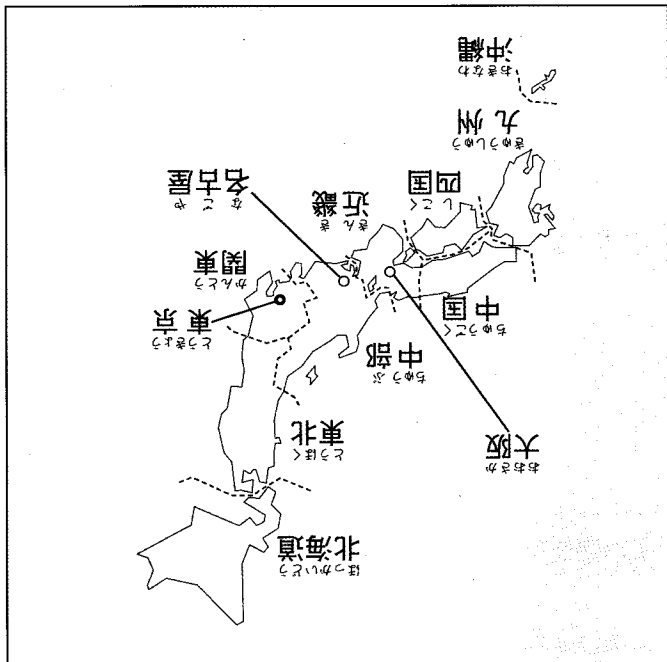 ほっかいどう
北海道
おおさか
大阪
とうほく
東北
ちゅうぶ
中部
とうきょう
東京
ちゅうごく
中国
かんとう
関東
きんき
近畿
しこく
四国
なごや
名古屋
きゅうしゅう
九州
おきなわ
沖縄